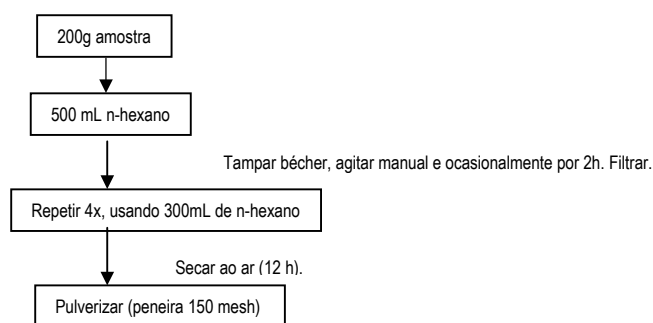 200g amostra
500 mL n-hexano
Tampar bécher, agitar manual e ocasionalmente por 2h. Filtrar.
Repetir 4x, usando 300mL de n-hexano
Secar ao ar (12 h).
Pulverizar (peneira 150 mesh)